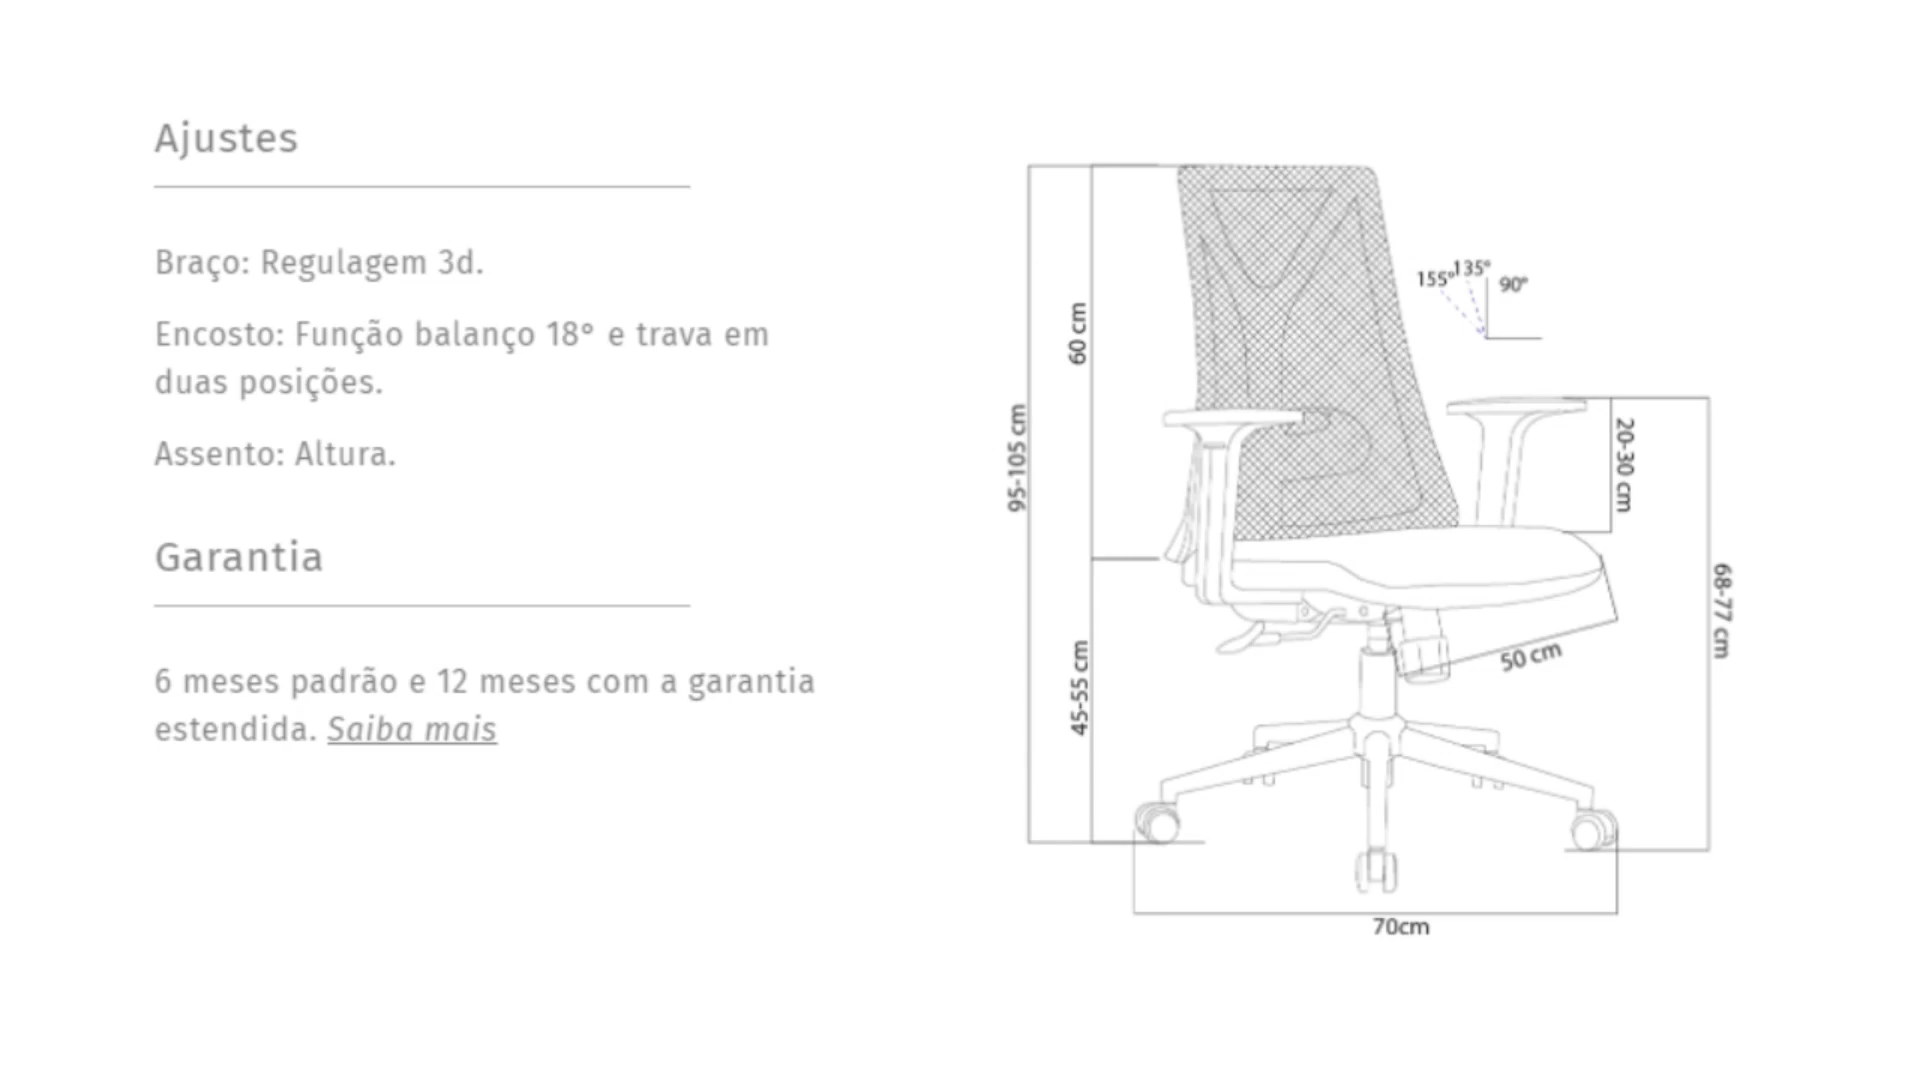 Ajustes
Braço: Regulagem 3d.
Encosto: Função balanço 18° e trava em
duas posições.
Assento: Altura.
Garantia
6 meses padrão e 12 meses com a garantia
estendida. Saiba mais
95-105 cm
60 cm
45-55 cm
155°
135°
90°
20-30 cm
68-77 cm
50 cm
70cm